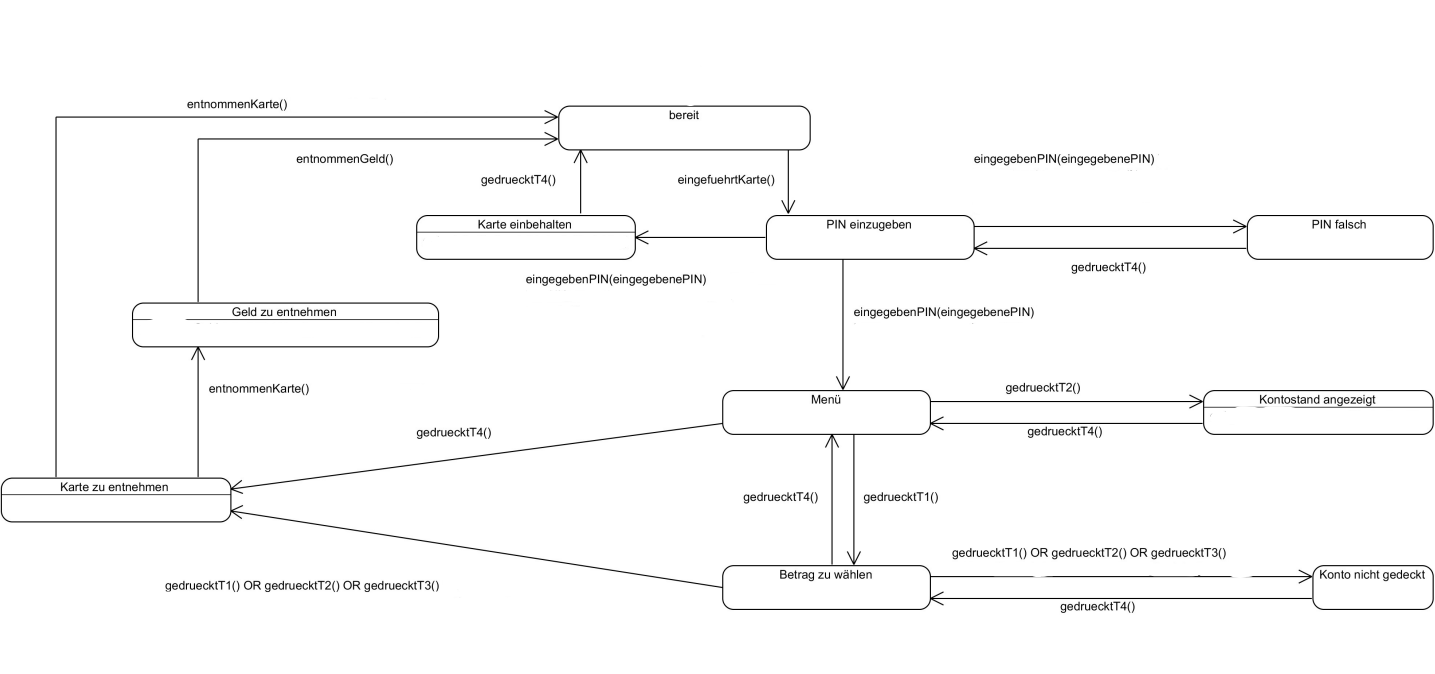 entnommenKarte()
bereit
entnommenGeld()
eingegebenPIN(eingegebenePIN)
gedruecktT4()
eingefuehrtKarte()
Karte einbehalten
PIN einzugeben
PIN falsch
gedruecktT4()
eingegebenPIN(eingegebenePIN)
Geld zu entnehmen
eingegebenPIN(eingegebenePIN)
entnommenKarte()
gedruecktT2()
Menü
Kontostand angezeigt
gedruecktT4()
gedruecktT4()
Karte zu entnehmen
gedruecktT4()
gedruecktT1()
gedruecktT1() OR gedruecktT2() OR gedruecktT3()
Betrag zu wählen
Konto nicht gedeckt
gedruecktT1() OR gedruecktT2() OR gedruecktT3()
gedruecktT4()